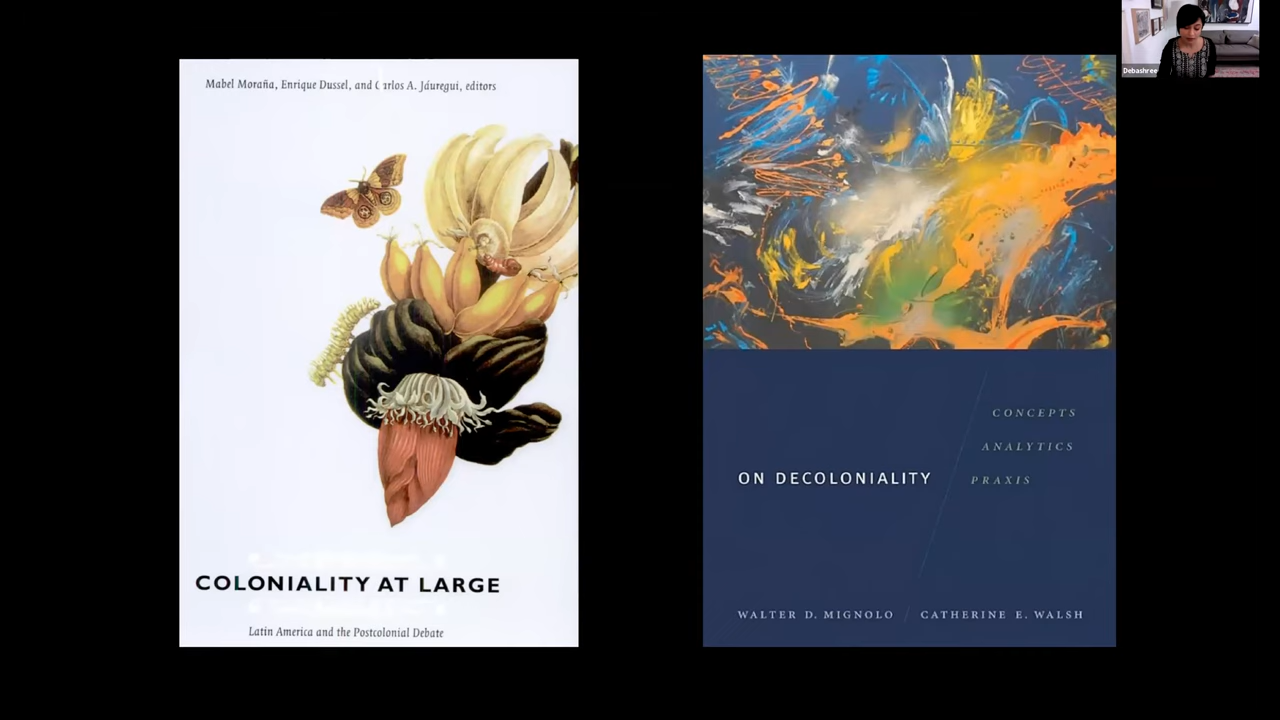 Mabel Moraña, Enrique Dussel, and C rlos A. Jáuregui, editors
COLONIALITY AT LARGE
Latin America and the Postcolonial Debate
CONCEPTS
ANALYTICS
ON DECOLONIALITY
PRAXIS
WALTER D. MIGNOLO / CATHERINE E. WALSH
Debashree